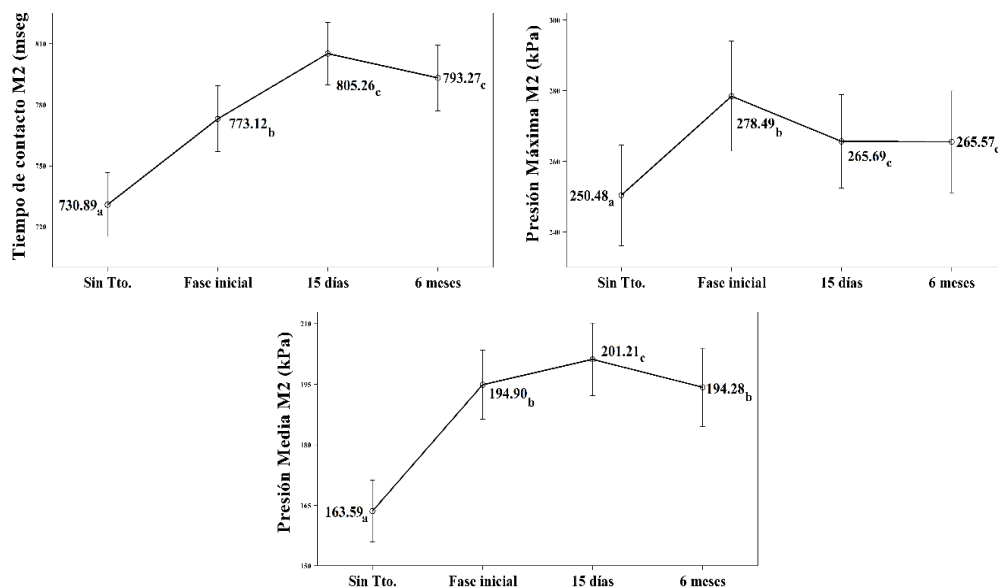 Tiempo de contacto M2 (mseg
810
780
750
720
730.89a
773.12b
805.26c
793.27c
Sin Tto.
Fase inicial
15 días
6 meses
Presión Máxima M2 (kPa)
300
280
260
240
250.48a
278.49b
265.69c
265.57c
Sin Tto.
Fase inicial
15 días
6 meses
Presión Media M2 (kPa)
210
195
180
165
150
163.59a
194.90b
201.21c
194.28b
Sin Tto.
Fase inicial
15 días
6 meses